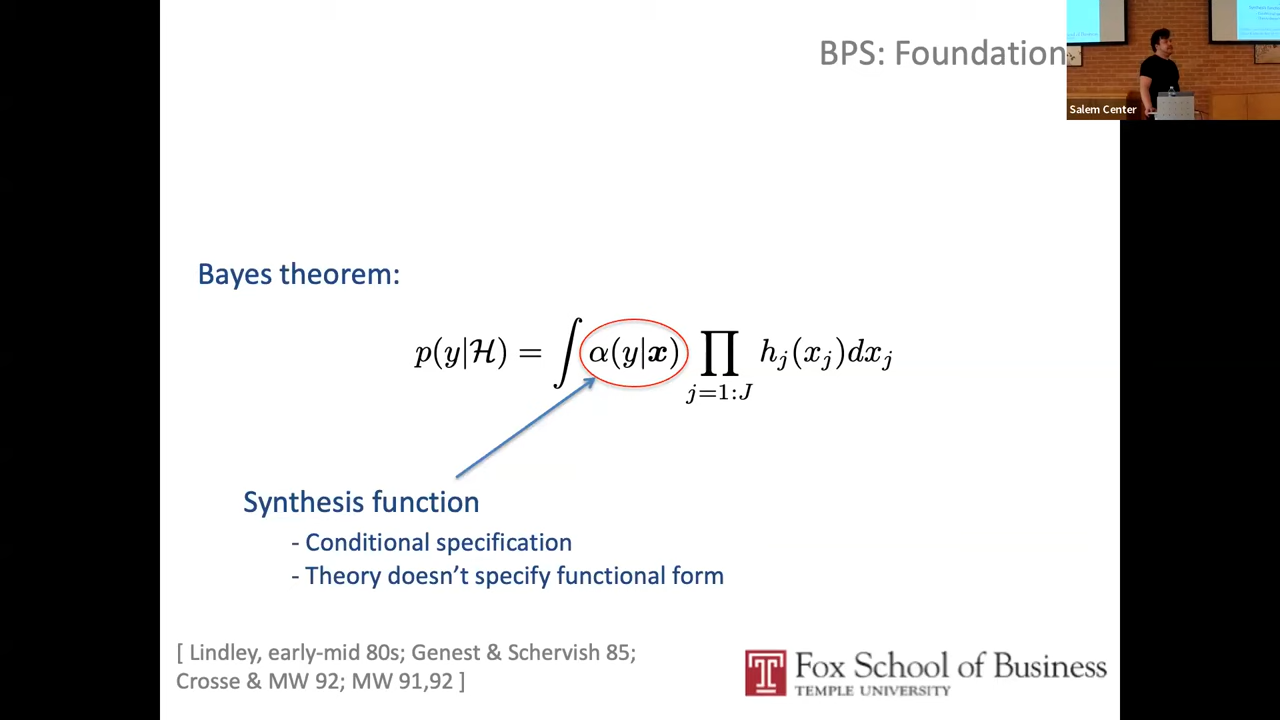 BPS: Foundation
Salem Center
Bayes theorem:
p(y|ℋ) = ∫ α(y|𝒙) ∏ h_j(x_j)dx_j
j=1:J
Synthesis function
- Conditional specification
- Theory doesn't specify functional form
[ Lindley, early-mid 80s; Genest & Schervish 85;
Crosse & MW 92; MW 91,92 ]
Fox School of Business
TEMPLE UNIVERSITY